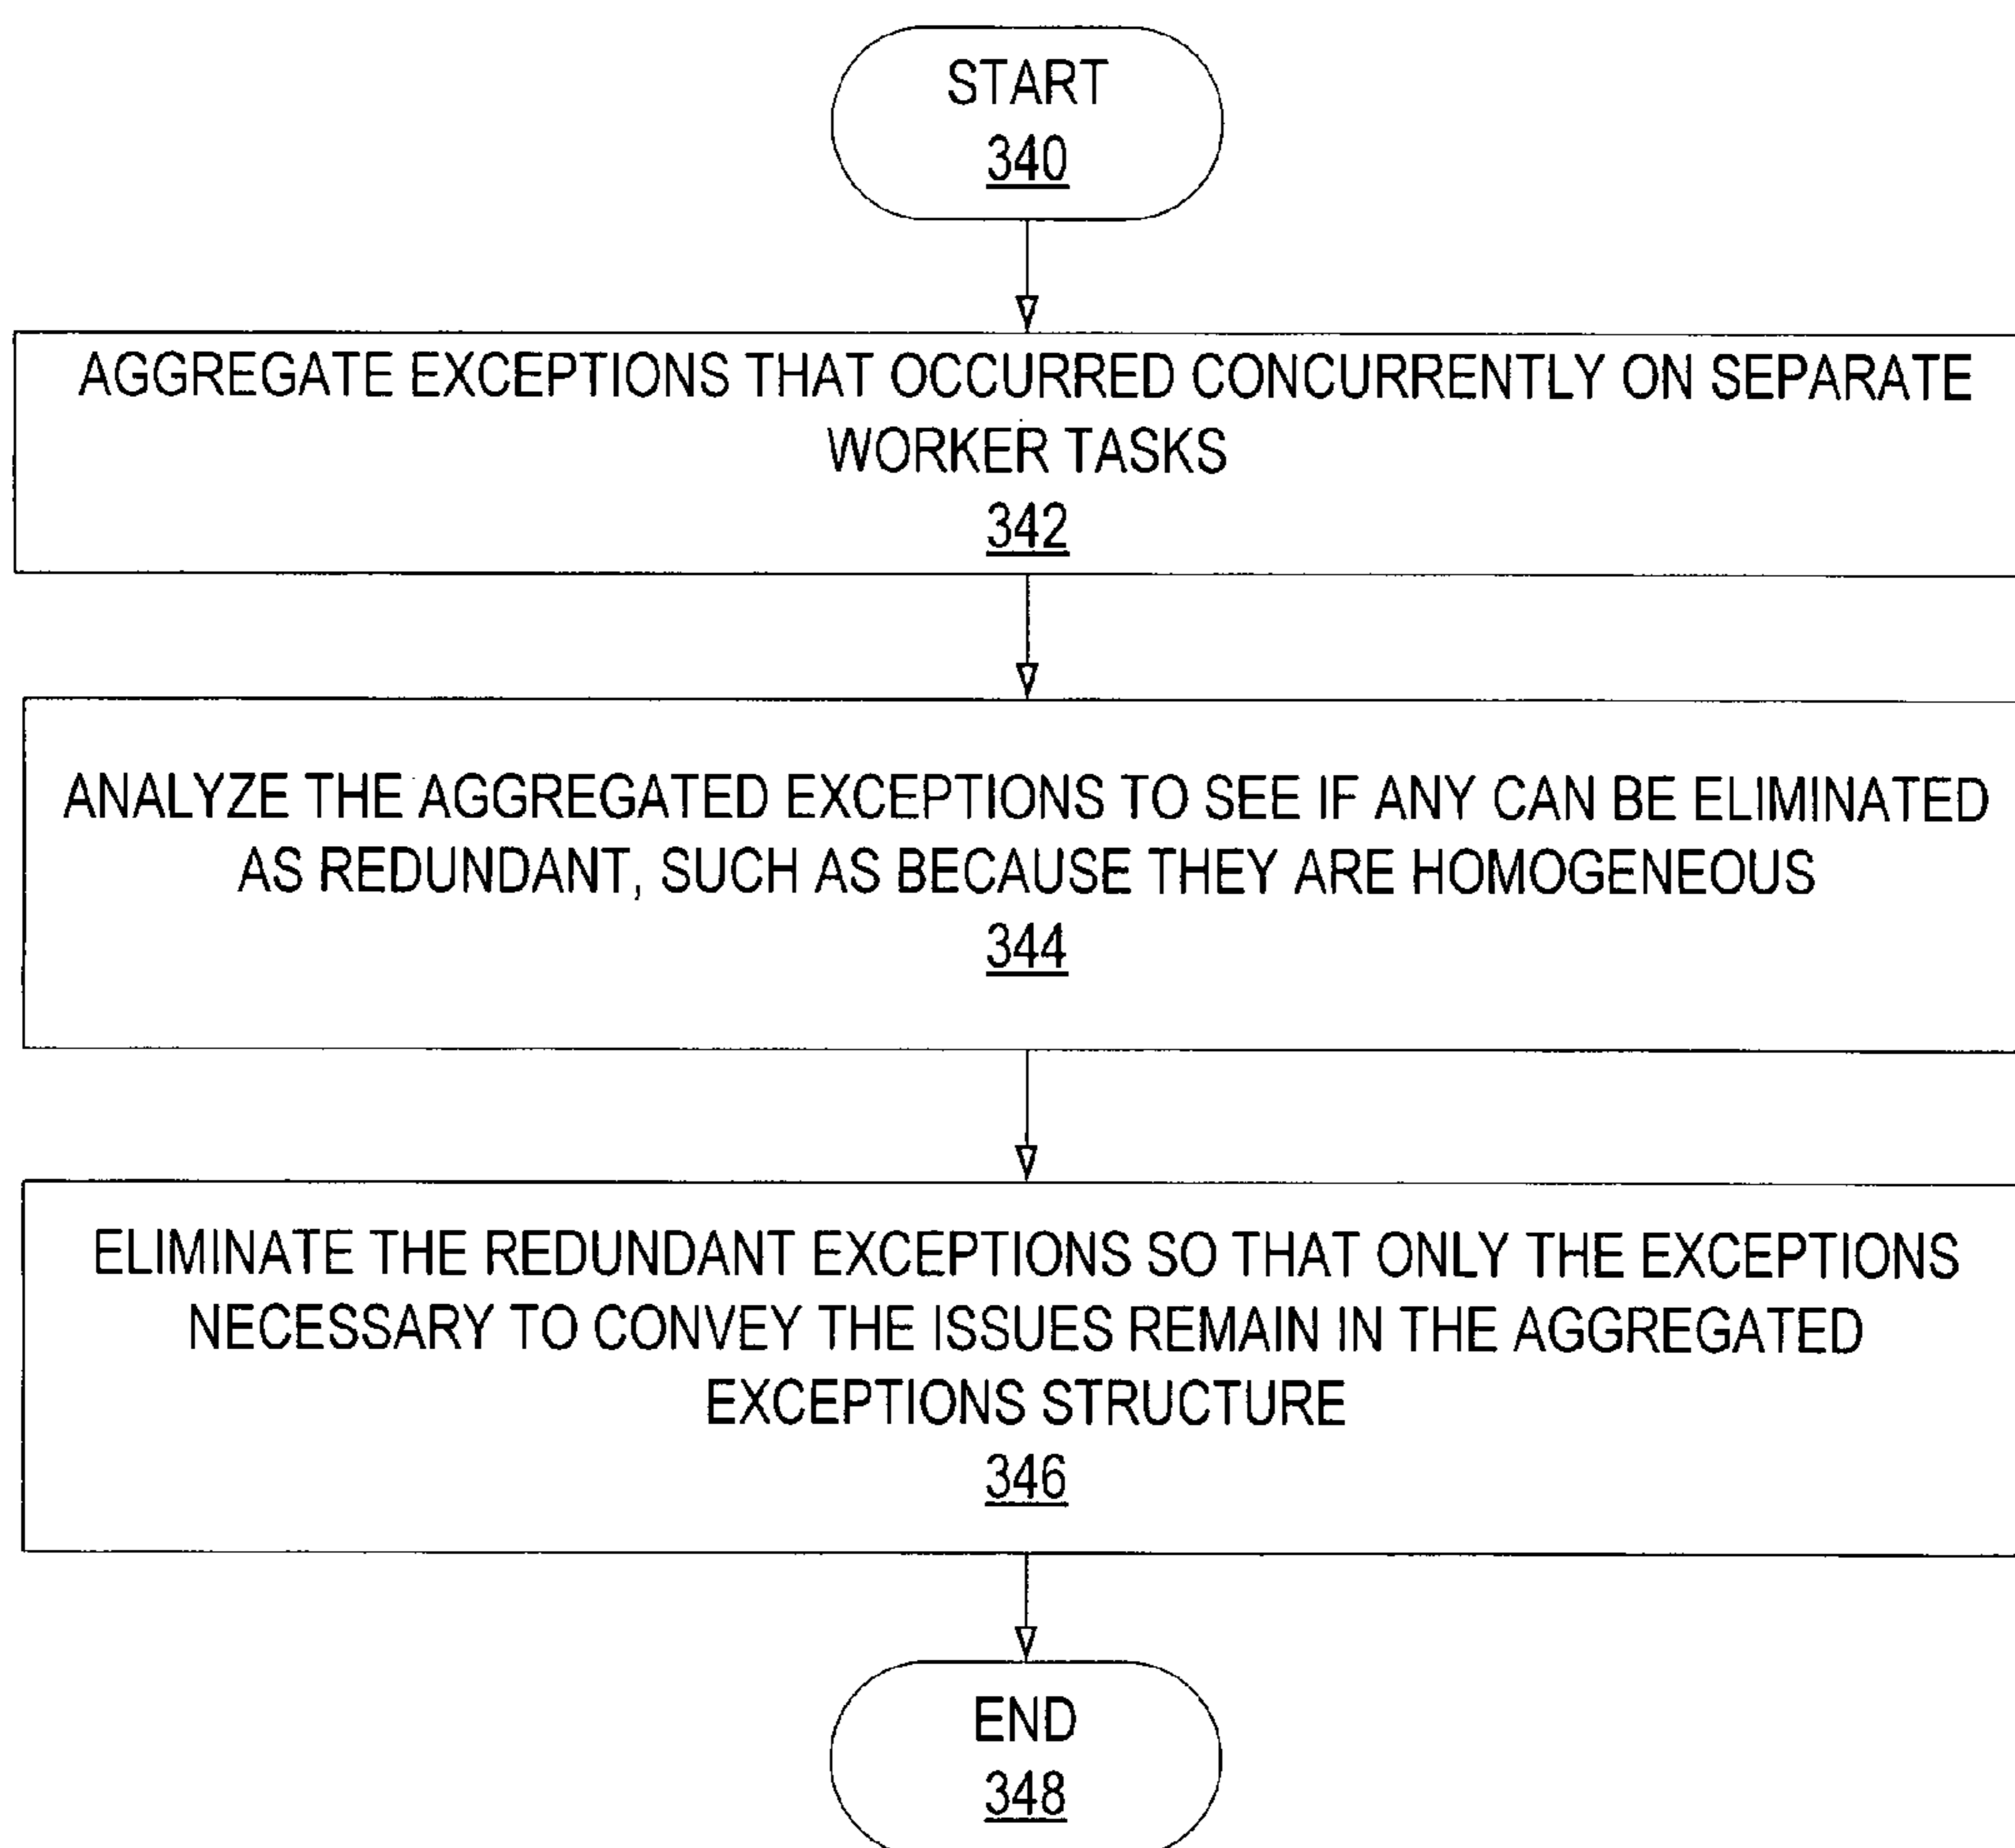 START
340
AGGREGATE EXCEPTIONS THAT OCCURRED CONCURRENTLY ON SEPARATE
WORKER TASKS
342
ANALYZE THE AGGREGATED EXCEPTIONS TO SEE IF ANY CAN BE ELIMINATED
AS REDUNDANT, SUCH AS BECAUSE THEY ARE HOMOGENEOUS
344
ELIMINATE THE REDUNDANT EXCEPTIONS SO THAT ONLY THE EXCEPTIONS
NECESSARY TO CONVEY THE ISSUES REMAIN IN THE AGGREGATED
EXCEPTIONS STRUCTURE
346
END
348